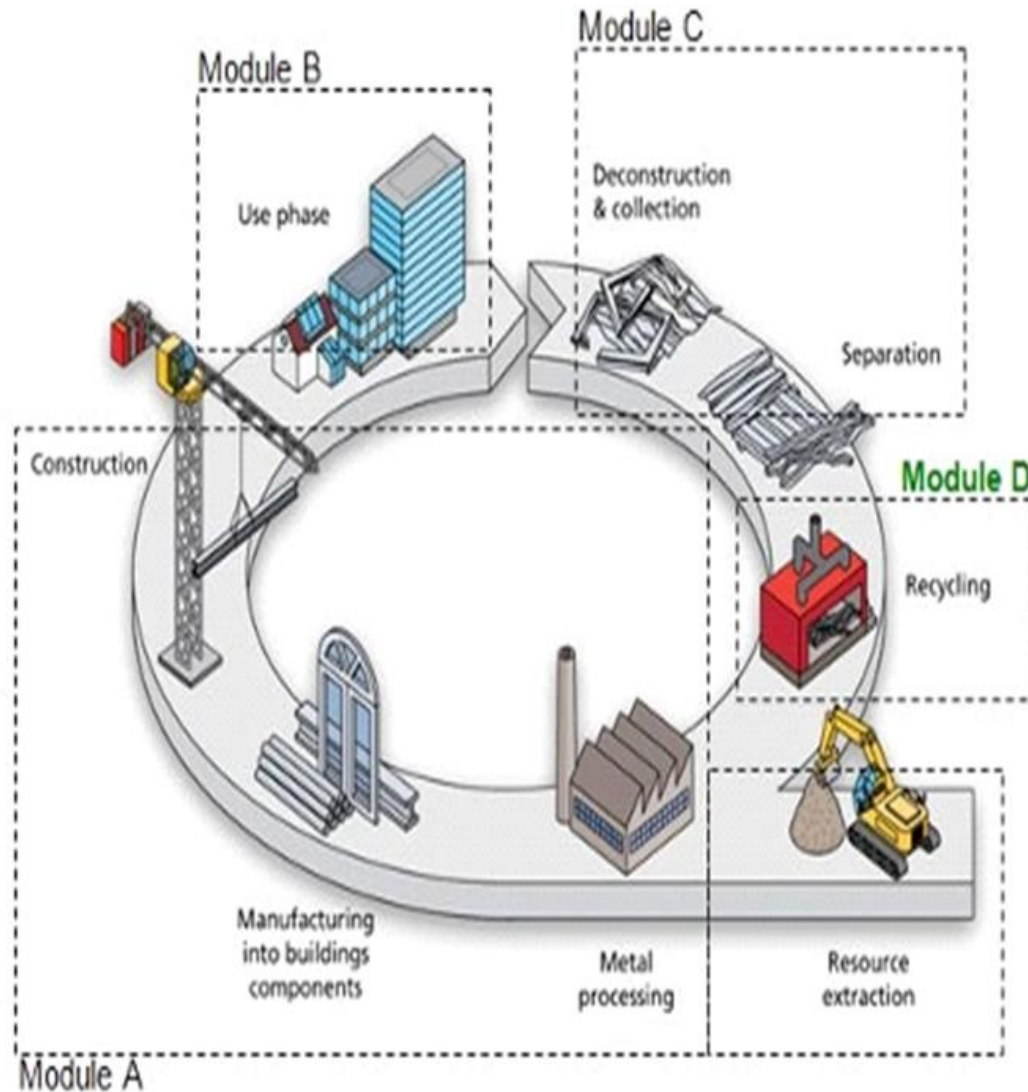 Module C
Module B
Deconstruction
& collection
Use phase
Separation
Construction
Module D
Recycling
Manufacturing
into buildings
components
Metal
processing
Resource
extraction
Module A